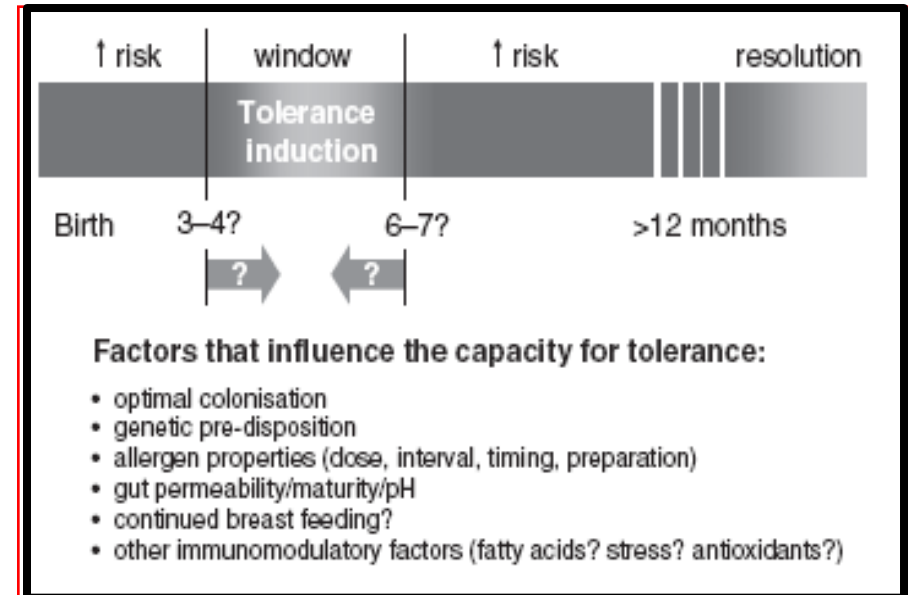 ↑ risk window ↑ risk resolution
Tolerance
induction
Birth 3–4? 6–7? >12 months
? ?
Factors that influence the capacity for tolerance:
• optimal colonisation
• genetic pre-disposition
• allergen properties (dose, interval, timing, preparation)
• gut permeability/maturity/pH
• continued breast feeding?
• other immunomodulatory factors (fatty acids? stress? antioxidants?)